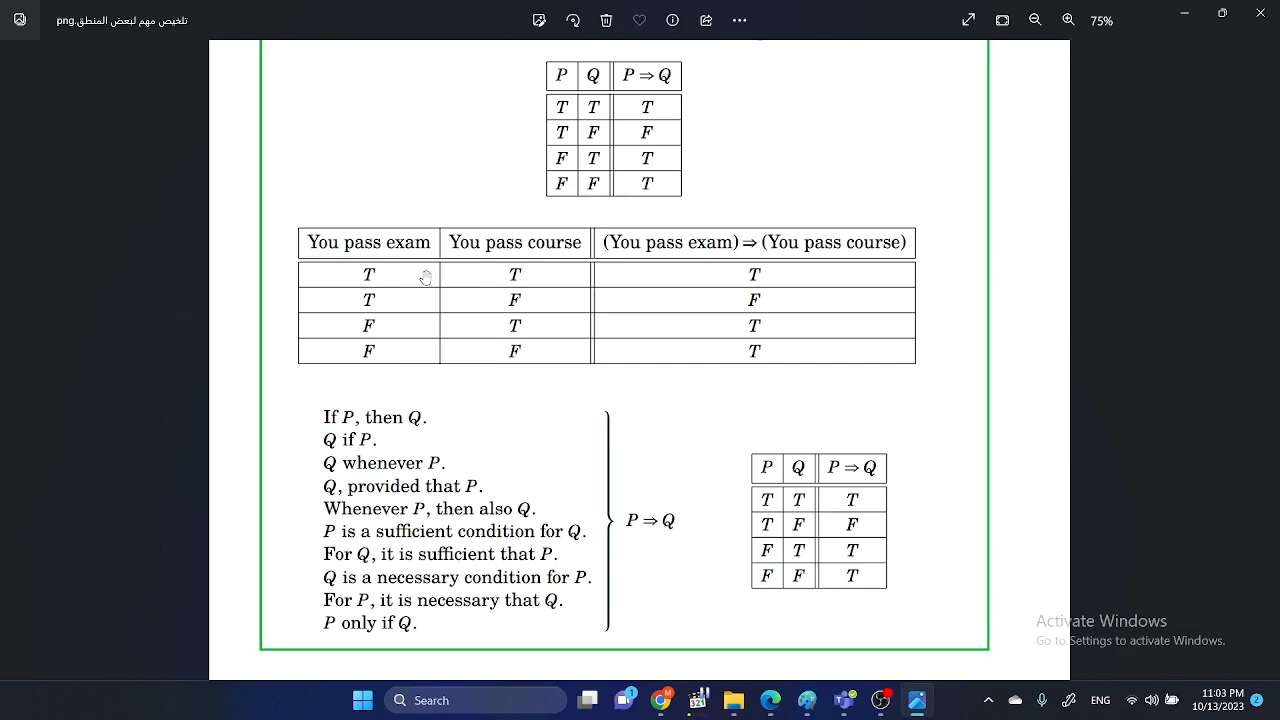 تلخيص مهم لبعض المنطق.png
75%
P Q P ⇒ Q
T T T
T F F
F T T
F F T
You pass exam You pass course (You pass exam) ⇒ (You pass course)
T T T
T F F
F T T
F F T
If P, then Q.
Q if P.
Q whenever P.
Q, provided that P.
Whenever P, then also Q.
P is a sufficient condition for Q.
For Q, it is sufficient that P.
Q is a necessary condition for P.
For P, it is necessary that Q.
P only if Q.
P ⇒ Q
P Q P ⇒ Q
T T T
T F F
F T T
F F T
Activate Windows
Go to Settings to activate Windows.
Search
1
M
321
ENG
11:03 PM
10/13/2023
2